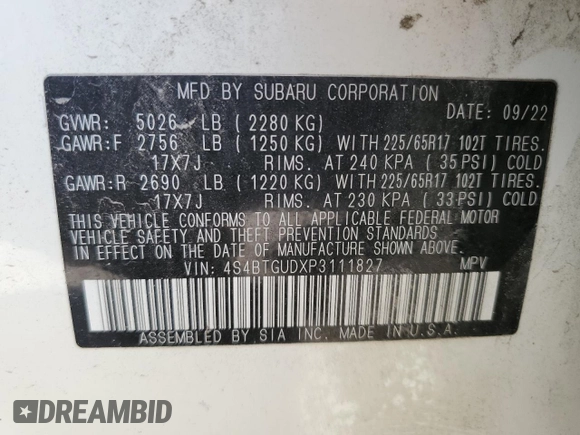 MFD BY SUBARU CORPORATION
DATE: 09/22
GVWR: 5026 LB ( 2280 KG)
GAWR:F 2756 LB ( 1250 KG) WITH 225/65R17 102T TIRES.
17X7J RIMS. AT 240 KPA ( 35 PSI) COLD
GAWR:R 2690 LB ( 1220 KG) WITH 225/65R17 102T TIRES.
17X7J RIMS. AT 230 KPA ( 33 PSI) COLD
THIS VEHICLE CONFORMS TO ALL APPLICABLE FEDERAL MOTOR
VEHICLE SAFETY AND THEFT PREVENTION STANDARDS
IN EFFECT ON THE DATE OF MANUFACTURE SHOWN ABOVE.
VIN: 4S4BTGUDXP3111827 MPV
ASSEMBLED BY SIA INC. MADE IN U.S.A.
DREAMBID